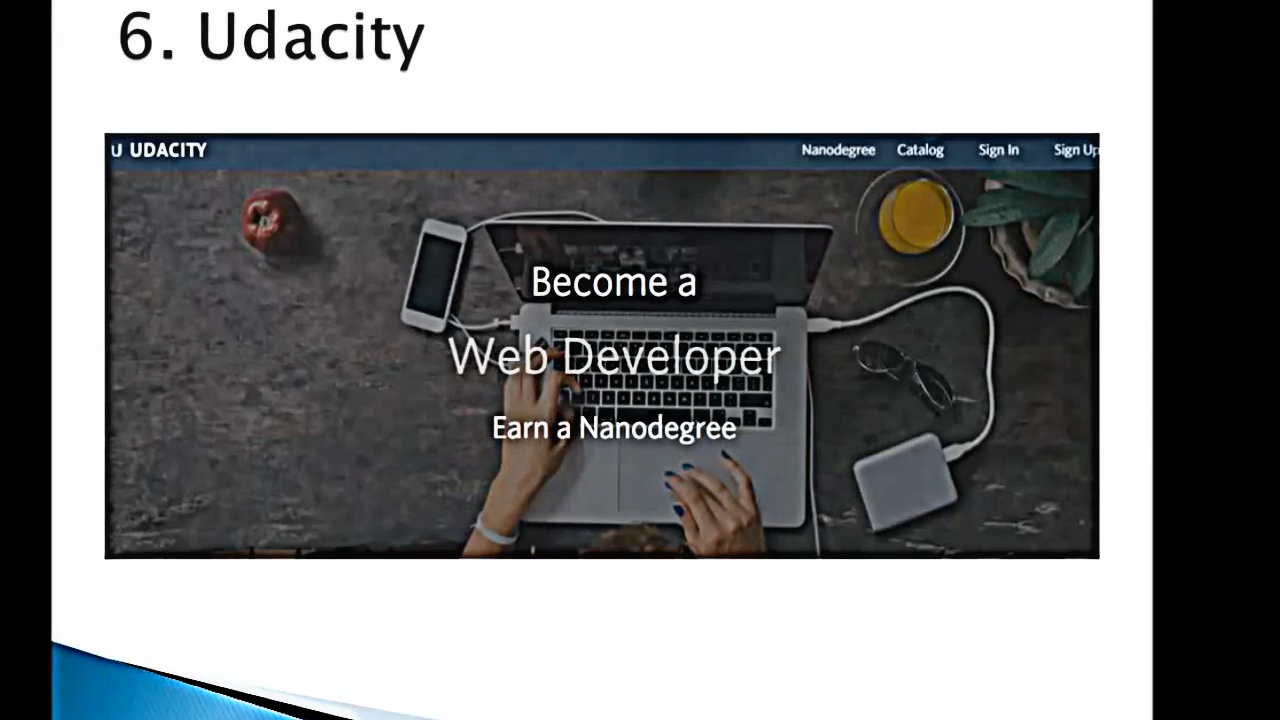 6. Udacity
U UDACITY Nanodegree Catalog Sign In Sign Up
Become a
Web Developer
Earn a Nanodegree